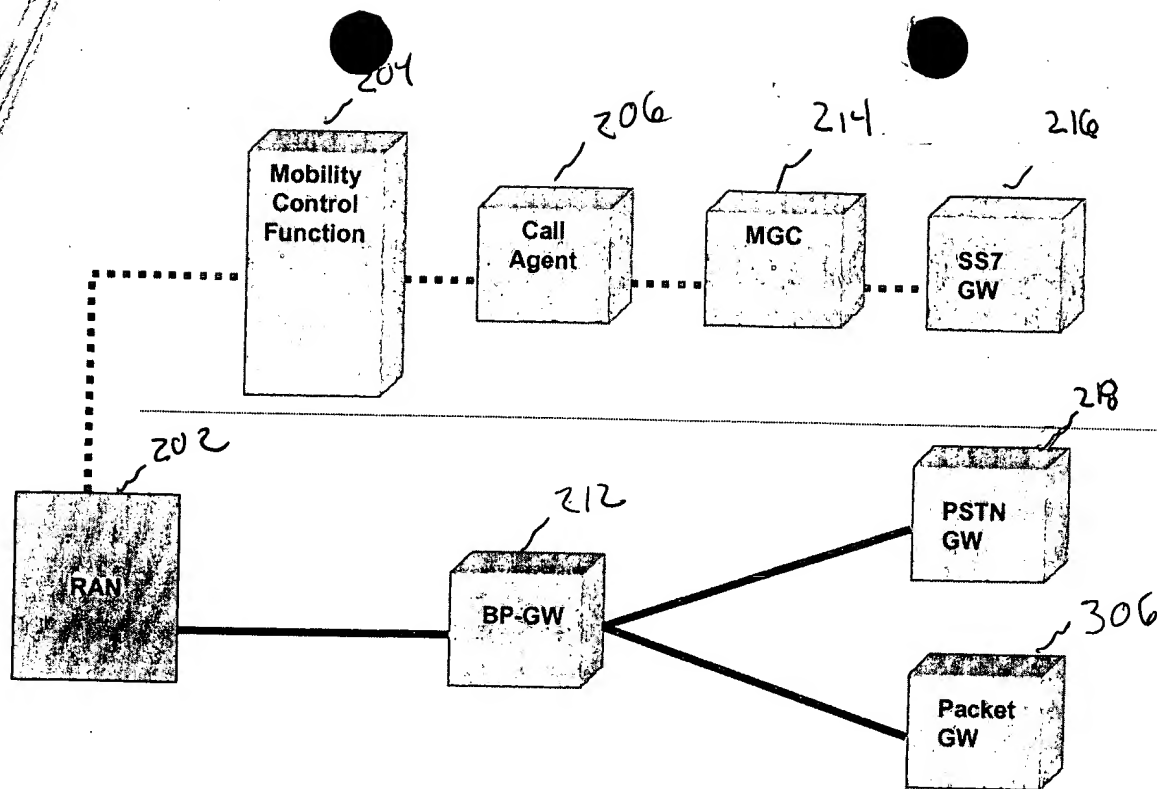 204
206
214
216
Mobility
Control
Function
Call
Agent
MGC
SS7
GW
218
202
212
PSTN
GW
RAN
BP-GW
306
Packet
GW